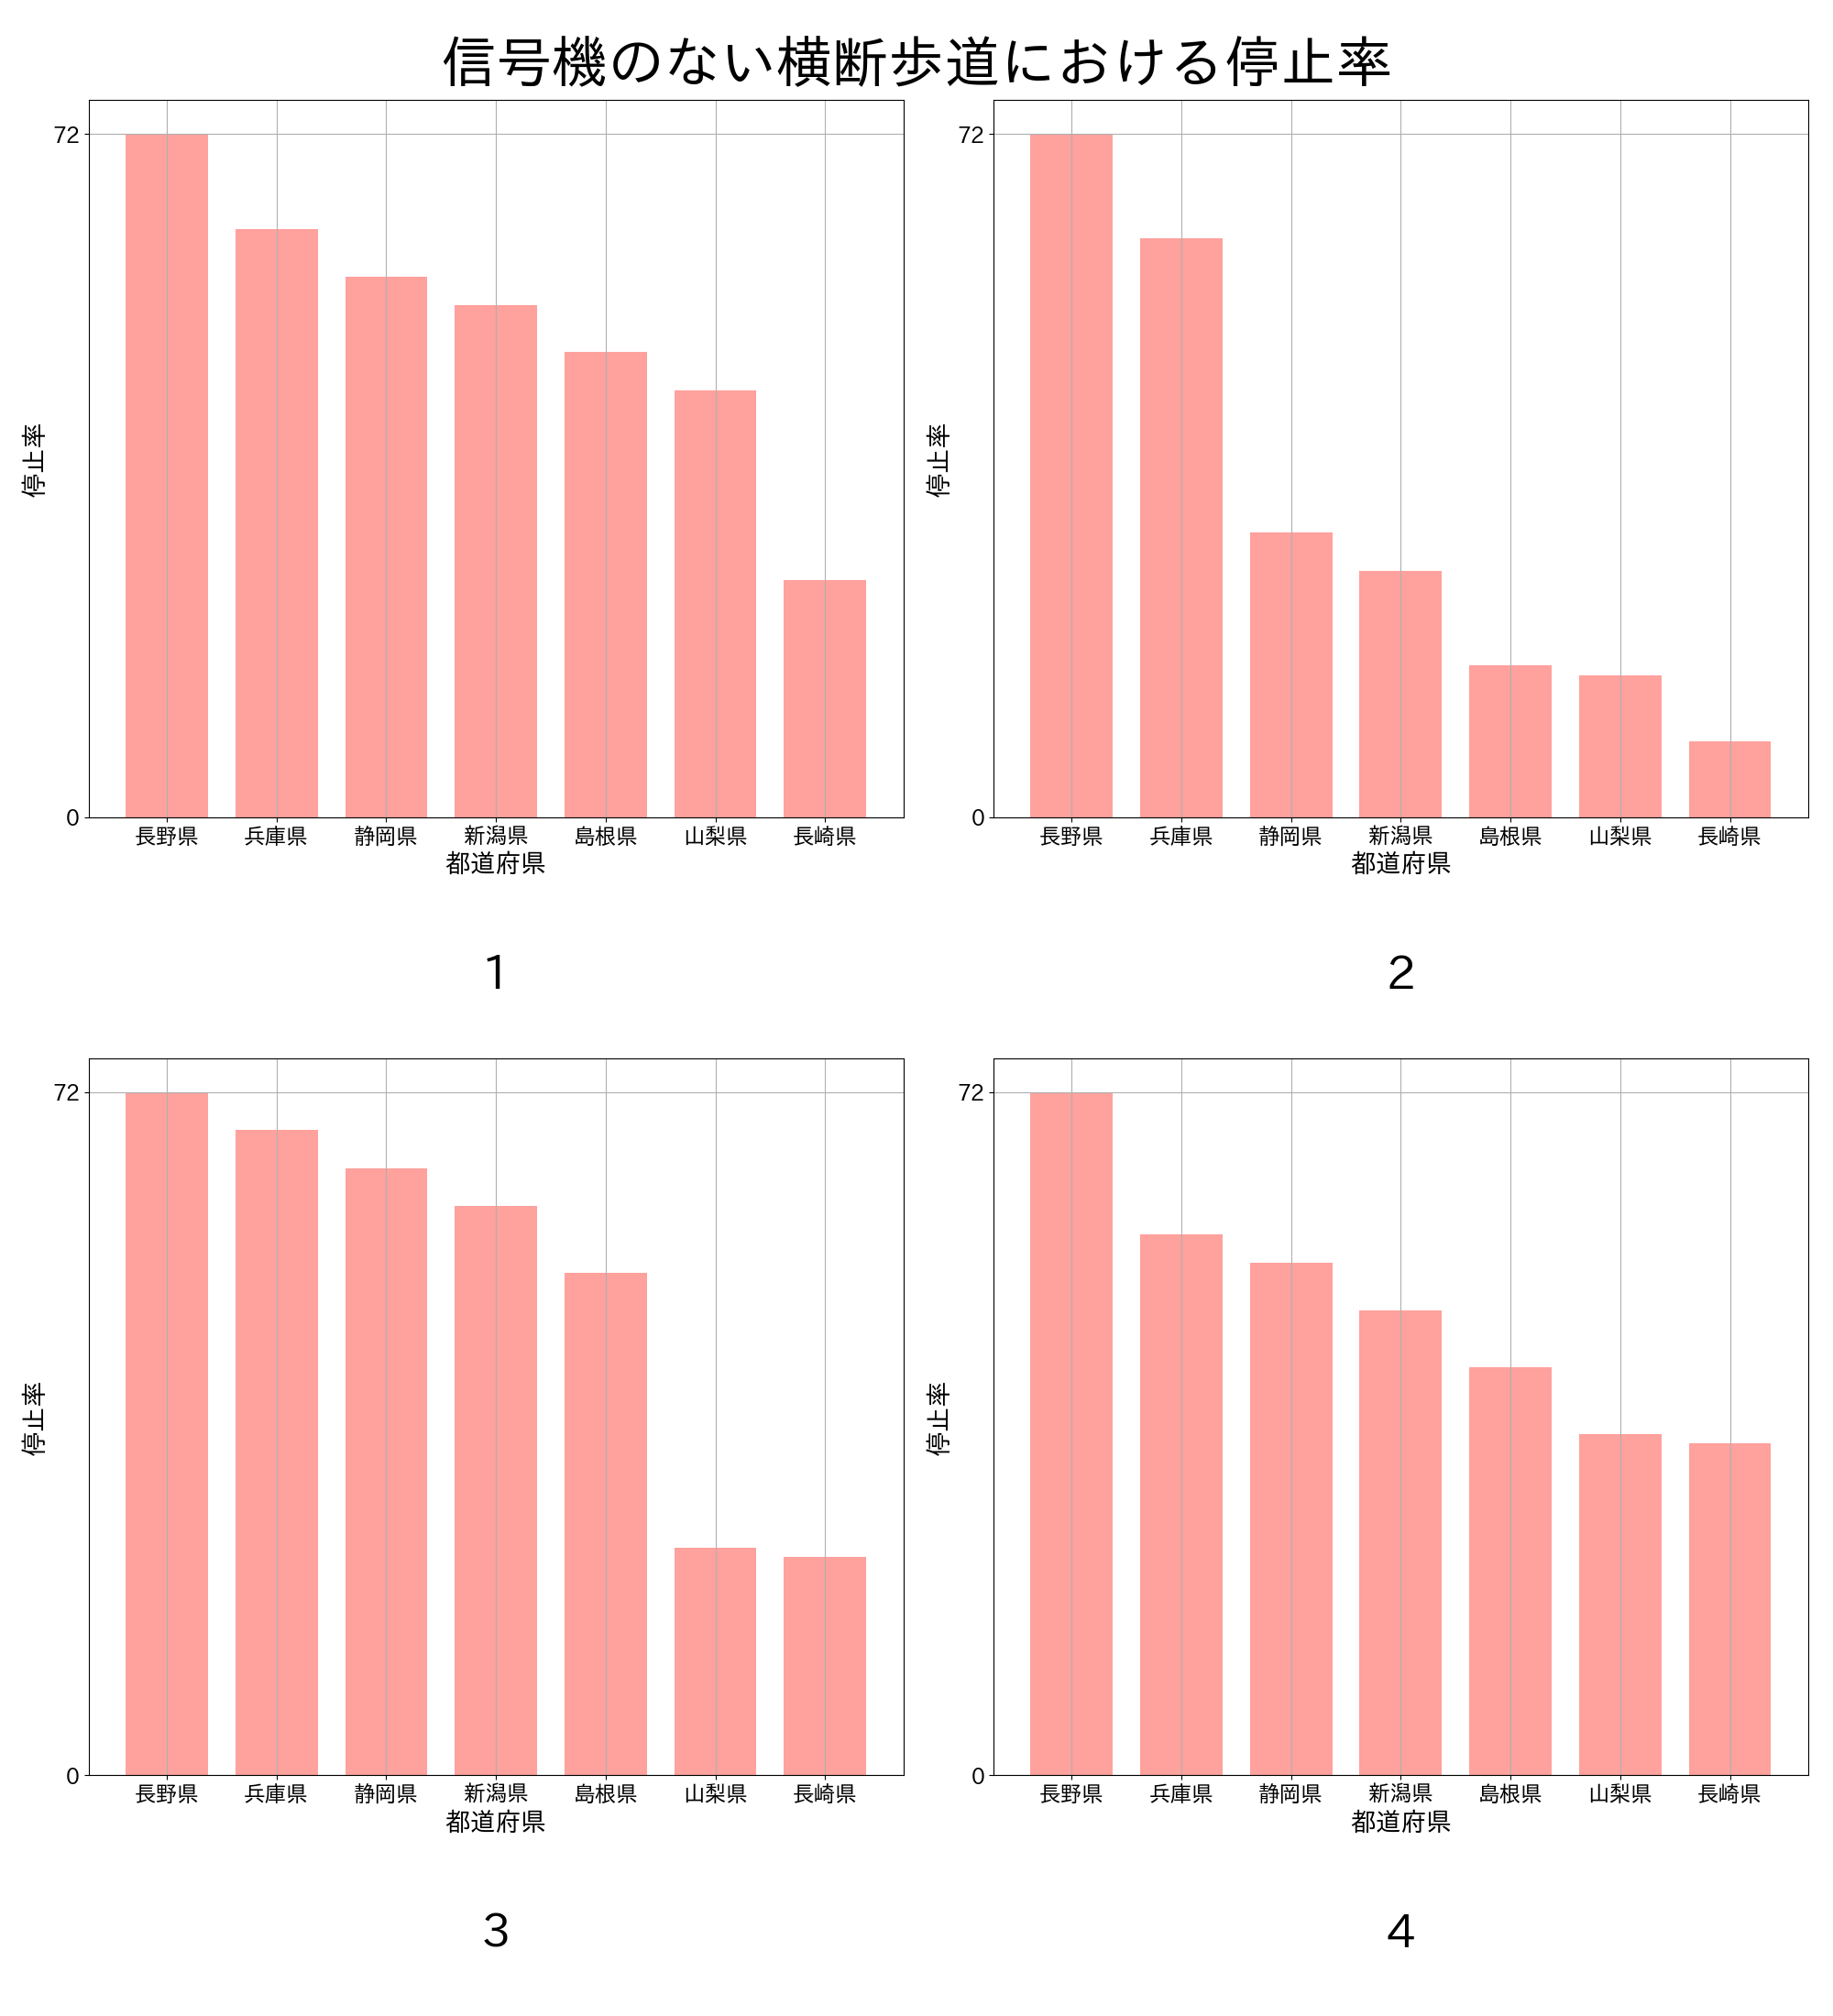 信号機のない横断歩道における停止率
72
0
停止率
長野県 兵庫県 静岡県 新潟県 島根県 山梨県 長崎県
都道府県
1
72
0
停止率
長野県 兵庫県 静岡県 新潟県 島根県 山梨県 長崎県
都道府県
2
72
0
停止率
長野県 兵庫県 静岡県 新潟県 島根県 山梨県 長崎県
都道府県
3
72
0
停止率
長野県 兵庫県 静岡県 新潟県 島根県 山梨県 長崎県
都道府県
4